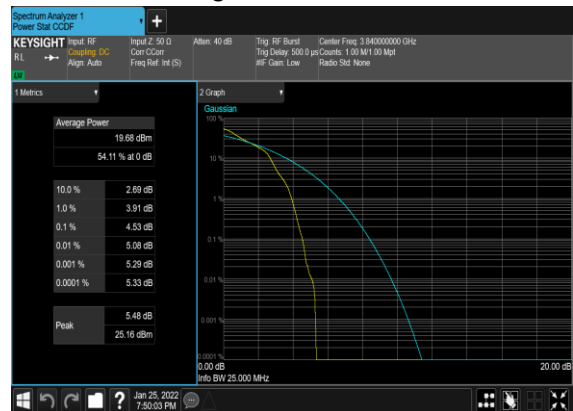 Spectrum Analyzer 1
Power Stat CCDF
+
KEYSIGHT
RL
LXI
Input: RF
Coupling: DC
Align: Auto
Input Z: 50 Ω
Corr CCorr
Freq Ref: Int (S)
Atten: 40 dB
Trig: RF Burst
Trig Delay: 500.0 µs
#IF Gain: Low
Center Freq: 3.840000000 GHz
Counts: 1.00 M/1.00 Mpt
Radio Std: None
1 Metrics
Average Power
19.68 dBm
54.11 % at 0 dB
10.0 % 2.69 dB
1.0 % 3.91 dB
0.1 % 4.53 dB
0.01 % 5.08 dB
0.001 % 5.29 dB
0.0001 % 5.33 dB
Peak
5.48 dB
25.16 dBm
2 Graph
Gaussian
100 %
10 %
1 %
0.1 %
0.01 %
0.001 %
0.0001 %
0.00 dB 20.00 dB
Info BW 25.000 MHz
?
Jan 25, 2022
7:50:03 PM